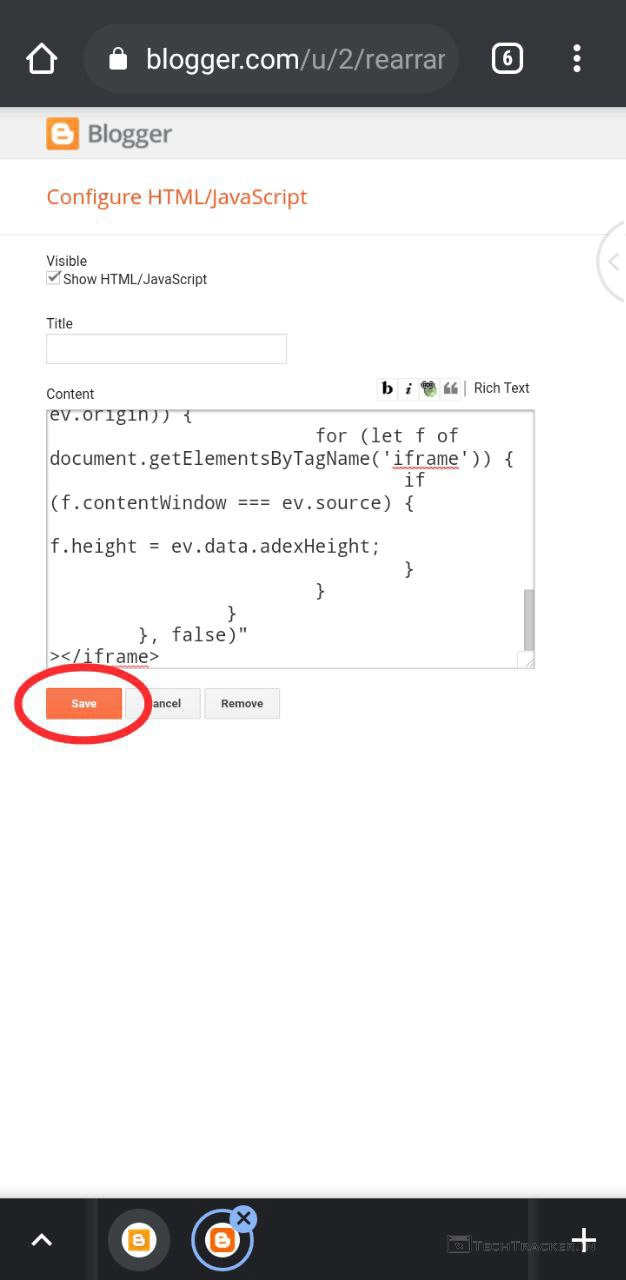 blogger.com/u/2/rearrar
6
Blogger
Configure HTML/JavaScript
Visible
Show HTML/JavaScript
Title
Content
b i Rich Text
ev.origin)) {
for (let f of
document.getElementsByTagName('iframe')) {
if
(f.contentWindow === ev.source) {
f.height = ev.data.adexHeight;
}
}
}
}, false)"
></iframe>
Save ancel Remove
TechTracker.in